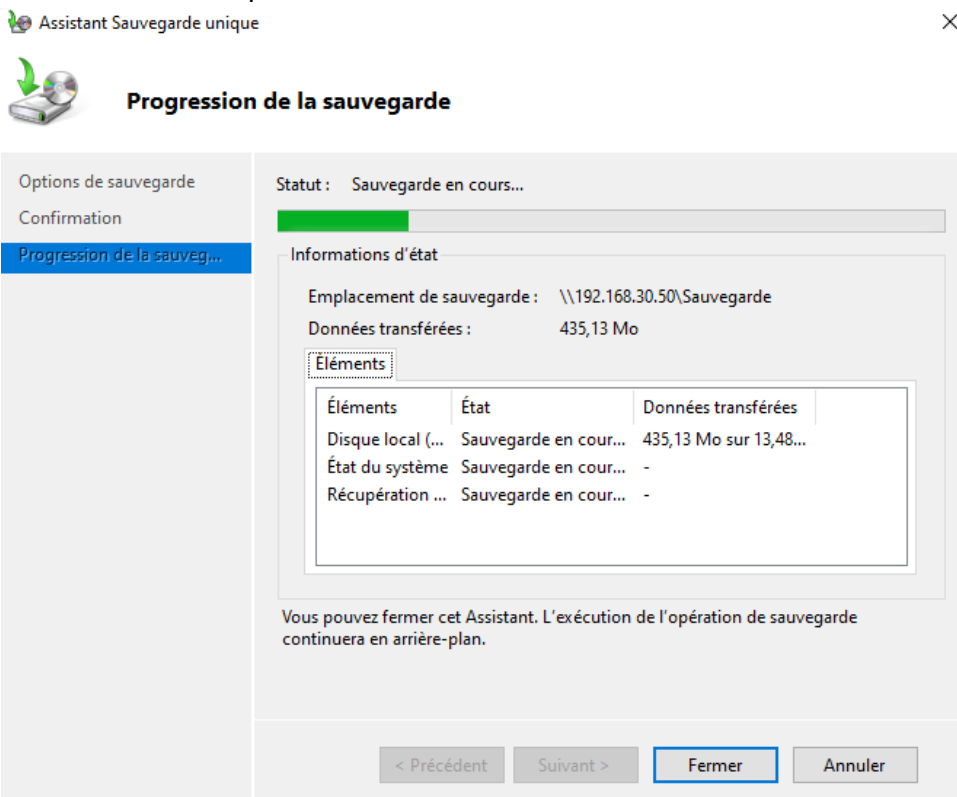 Assistant Sauvegarde unique
Progression de la sauvegarde
Options de sauvegarde
Confirmation
Progression de la sauveg...
Statut : Sauvegarde en cours...
Informations d'état
Emplacement de sauvegarde : \\192.168.30.50\Sauvegarde
Données transférées : 435,13 Mo
Éléments
Éléments État Données transférées
Disque local (... Sauvegarde en cour... 435,13 Mo sur 13,48...
État du système Sauvegarde en cour... -
Récupération ... Sauvegarde en cour... -
Vous pouvez fermer cet Assistant. L'exécution de l'opération de sauvegarde
continuera en arrière-plan.
< Précédent Suivant > Fermer Annuler